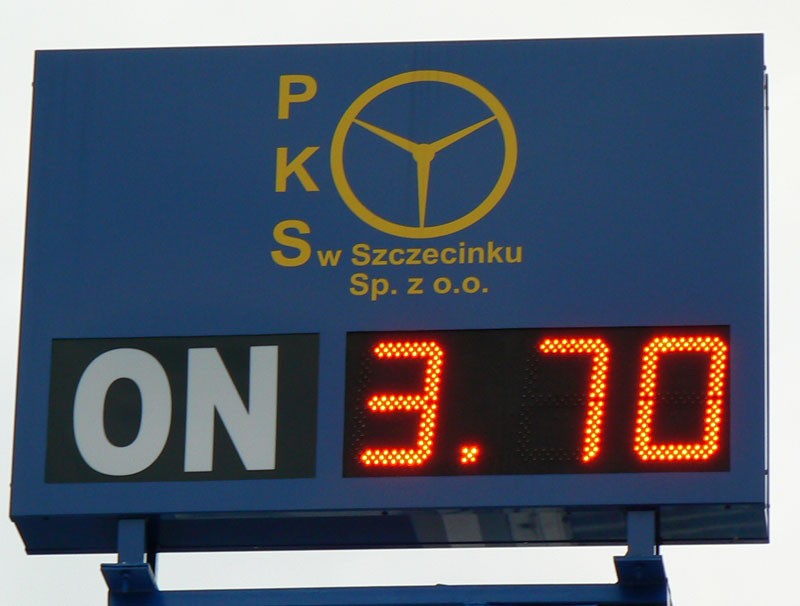 P
K
S w Szczecinku
Sp. z o.o.
ON 3.70